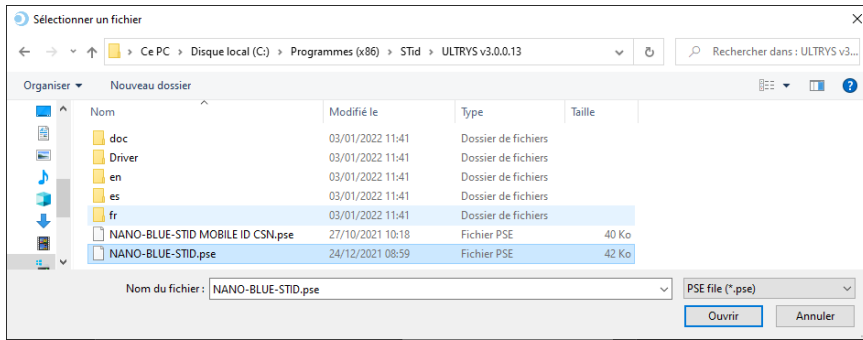 Sélectionner un fichier
Ce PC > Disque local (C:) > Programmes (x86) > STid > ULTRYS v3.0.0.13
Rechercher dans : ULTRYS v3...
Organiser Nouveau dossier
Nom Modifié le Type Taille
doc 03/01/2022 11:41 Dossier de fichiers
Driver 03/01/2022 11:41 Dossier de fichiers
en 03/01/2022 11:41 Dossier de fichiers
es 03/01/2022 11:41 Dossier de fichiers
fr 03/01/2022 11:41 Dossier de fichiers
NANO-BLUE-STID MOBILE ID CSN.pse 27/10/2021 10:18 Fichier PSE 40 Ko
NANO-BLUE-STID.pse 24/12/2021 08:59 Fichier PSE 42 Ko
Nom du fichier : NANO-BLUE-STID.pse PSE file (*.pse)
Ouvrir Annuler